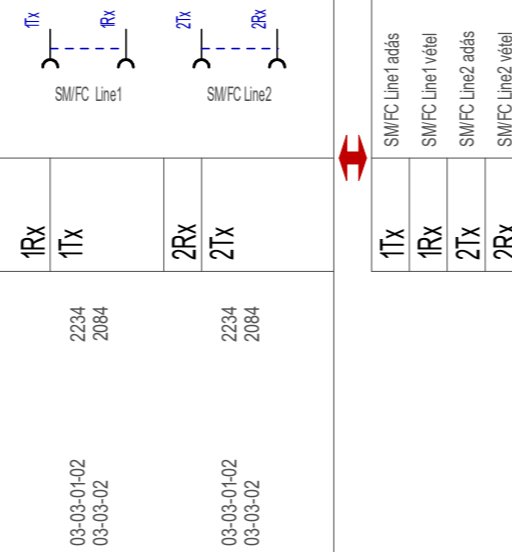 1Tx
1Rx
2Tx
2Rx
SM/FC Line1
SM/FC Line2
SM/FC Line1 adás
SM/FC Line1 vétel
SM/FC Line2 adás
SM/FC Line2 vétel
1Rx
1Tx
2Rx
2Tx
1Tx
1Rx
2Tx
2Rx
2234
2084
2234
2084
03-03-01-02
03-03-02
03-03-01-02
03-03-02